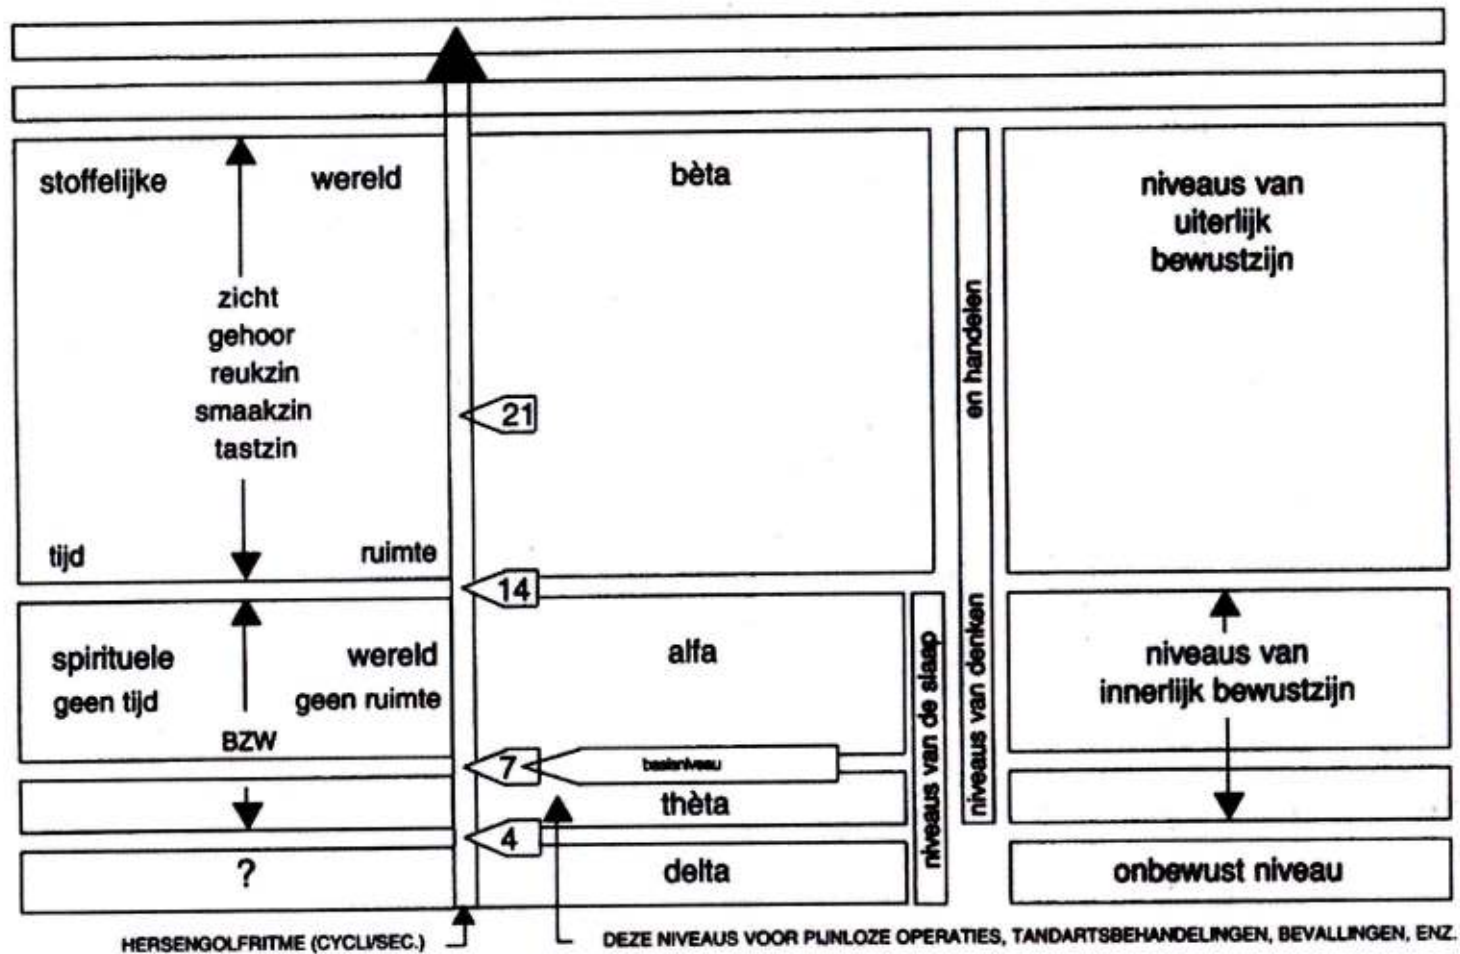 stoffelijke wereld
zicht
gehoor
reukzin
smaakzin
tastzin
tijd ruimte
spirituele wereld
geen tijd geen ruimte
BZW
?
21
14
7
4
bèta
alfa
basisniveau
thèta
delta
niveaus van de slaap
niveaus van denken en handelen
niveaus van
uiterlijk
bewustzijn
niveaus van
innerlijk bewustzijn
onbewust niveau
HERSENGOLFRITME (CYCLI/SEC.)
DEZE NIVEAUS VOOR PIJNLOZE OPERATIES, TANDARTSBEHANDELINGEN, BEVALLINGEN, ENZ.